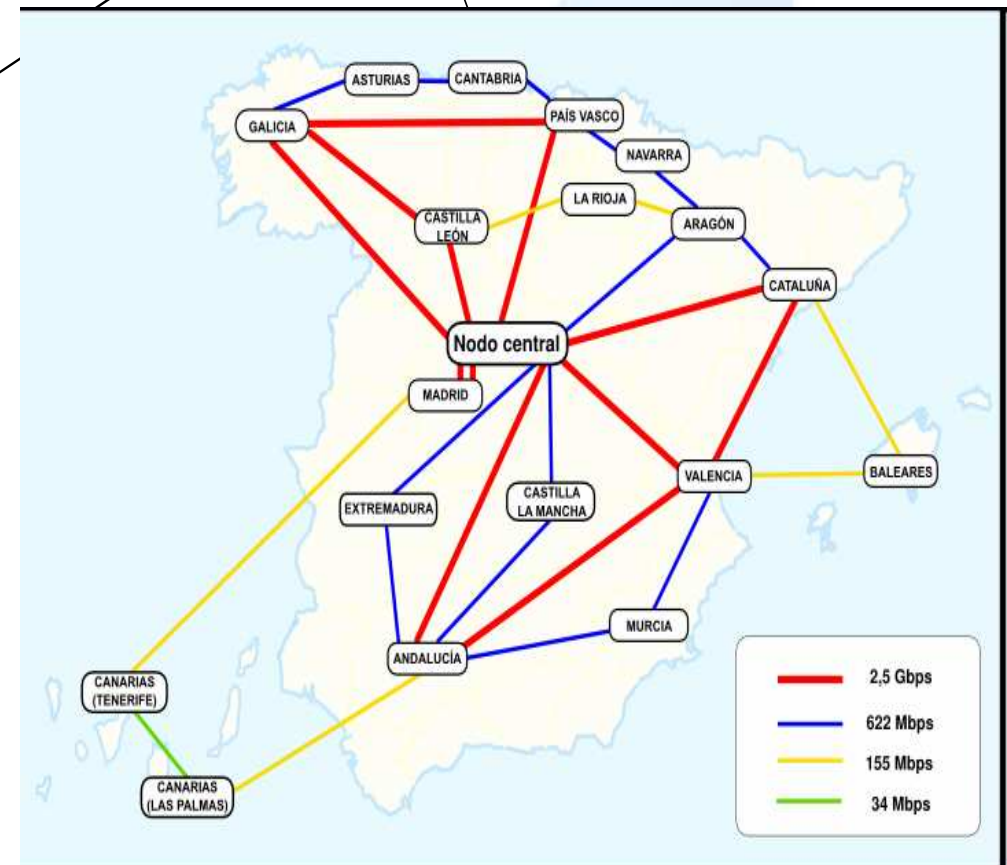 ASTURIAS
CANTABRIA
GALICIA
PAÍS VASCO
NAVARRA
LA RIOJA
CASTILLA
LEÓN
ARAGÓN
CATALUÑA
Nodo central
MADRID
VALENCIA
BALEARES
EXTREMADURA
CASTILLA
LA MANCHA
MURCIA
ANDALUCÍA
CANARIAS
(TENERIFE)
CANARIAS
(LAS PALMAS)
2,5 Gbps
622 Mbps
155 Mbps
34 Mbps